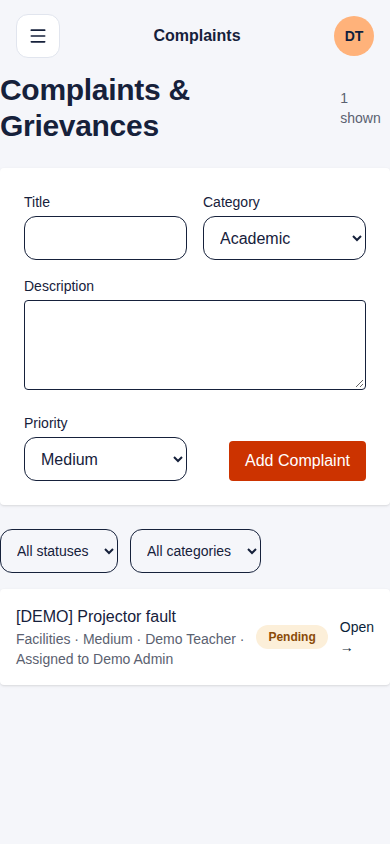 Complaints
DT
Complaints &
Grievances
1
shown
Title
Category
Academic
Description
Priority
Medium
Add Complaint
All statuses
All categories
[DEMO] Projector fault
Facilities · Medium · Demo Teacher ·
Assigned to Demo Admin
Pending
Open
→